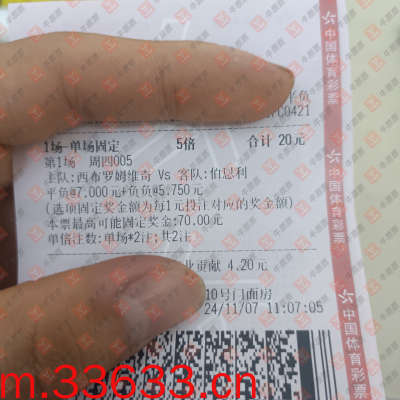 中国体育彩票
平负
C0421
1场-单场固定 5倍 合计 20元
第1场 周四005
主队:西布罗姆维奇 Vs 客队:伯恩利
平负@7,000元+负负@5,750元
(选项固定奖金额为每1元投注对应的奖金额)
本票最高可能固定奖金:70.00元
单倍注数:单场*2注;共2注
业贡献 4.20元
10号门面房
24/11/07 11:07:05
中国体育彩票
中国体育彩票
m.33633.cn